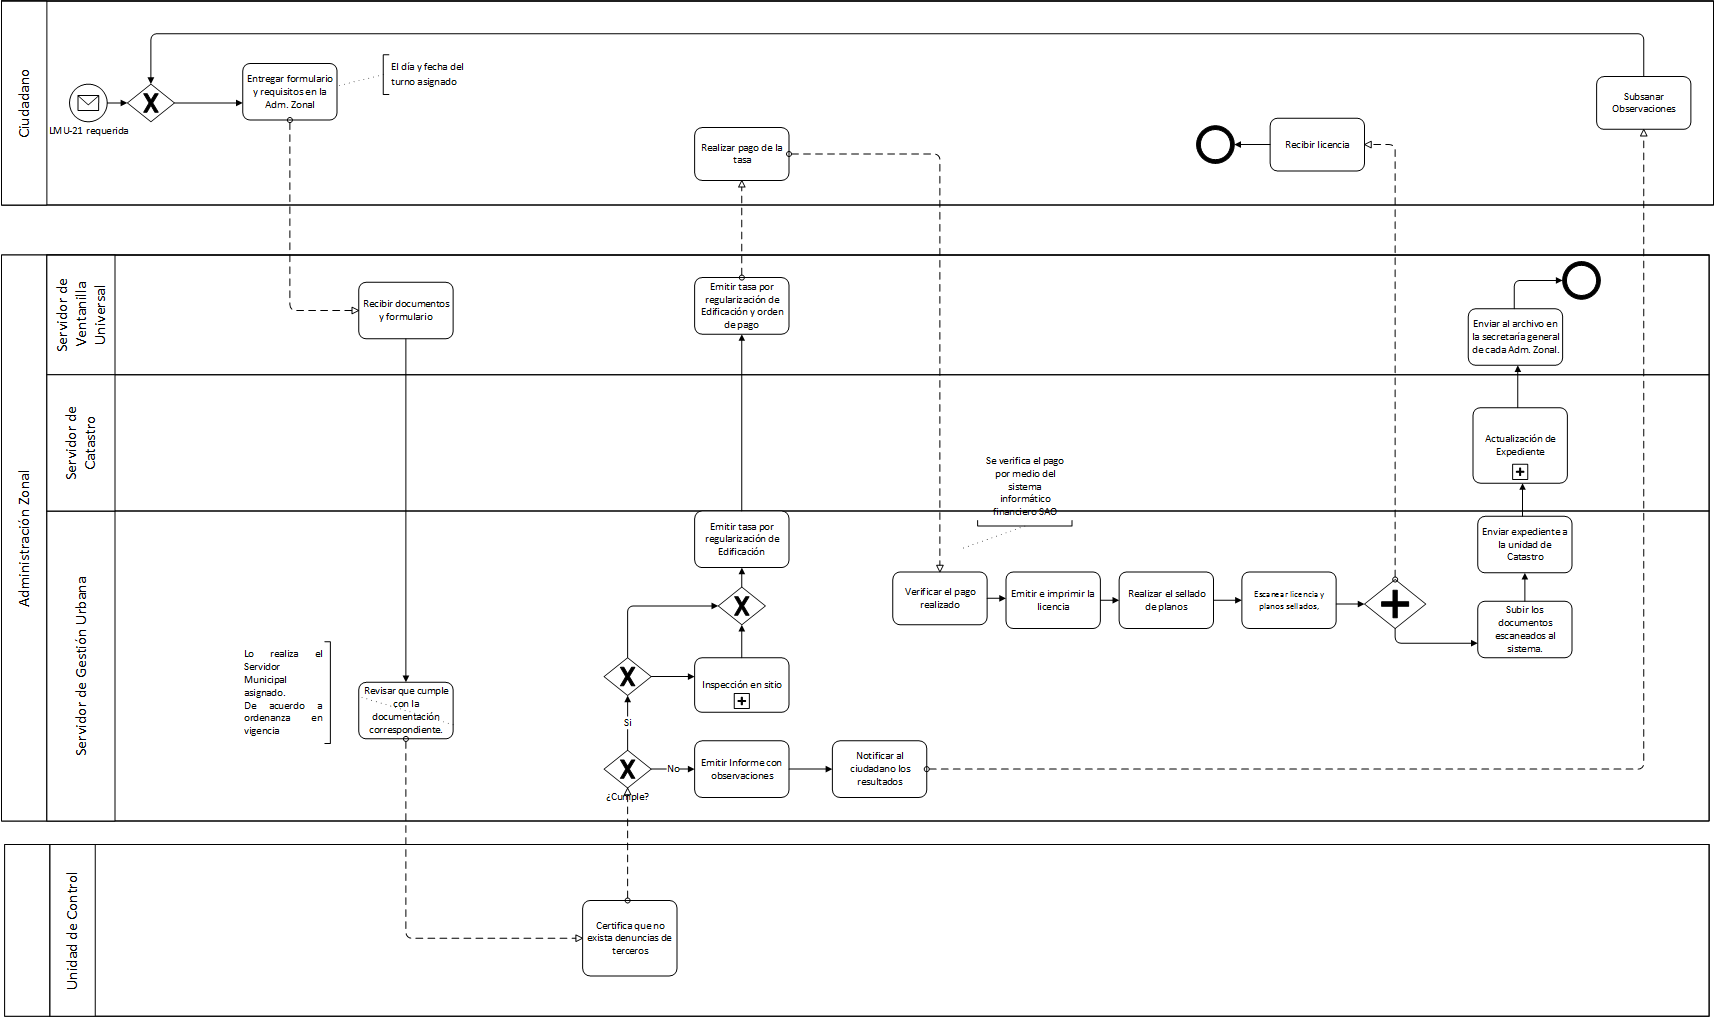 Ciudadano
LMU-21 requerida
Entregar formulario
y requisitos en la
Adm. Zonal
El día y fecha del
turno asignado
Realizar pago de la
tasa
Recibir licencia
Subsanar
Observaciones
Administración Zonal
Servidor de
Ventanilla
Universal
Recibir documentos
y formulario
Emitir tasa por
regularización de
Edificación y orden
de pago
Enviar al archivo en
la secretaría general
de cada Adm. Zonal.
Servidor de
Catastro
Actualización de
Expediente
Se verifica el pago
por medio del
sistema
informático
financiero SAO
Servidor de Gestión Urbana
Emitir tasa por
regularización de
Edificación
Enviar expediente a
la unidad de
Catastro
Verificar el pago
realizado
Emitir e imprimir la
licencia
Realizar el sellado
de planos
Escanear licencia y
planos sellados,
Subir los
documentos
escaneados al
sistema.
Lo realiza el
Servidor
Municipal
asignado.
De acuerdo a
ordenanza en
vigencia
Revisar que cumple
con la
documentación
correspondiente.
Inspección en sitio
Si
¿Cumple?
No
Emitir Informe con
observaciones
Notificar al
ciudadano los
resultados
Unidad de Control
Certifica que no
exista denuncias de
terceros